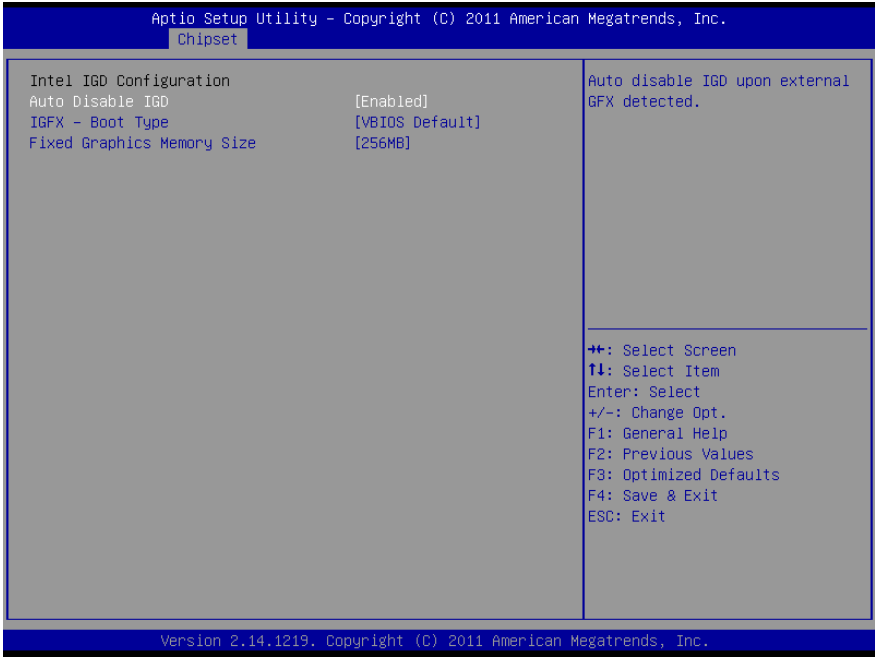 Aptio Setup Utility – Copyright (C) 2011 American Megatrends, Inc.
Chipset
Intel IGD Configuration
Auto Disable IGD [Enabled]
IGFX – Boot Type [VBIOS Default]
Fixed Graphics Memory Size [256MB]
Auto disable IGD upon external
GFX detected.
→←: Select Screen
↑↓: Select Item
Enter: Select
+/-: Change Opt.
F1: General Help
F2: Previous Values
F3: Optimized Defaults
F4: Save & Exit
ESC: Exit
Version 2.14.1219. Copyright (C) 2011 American Megatrends, Inc.